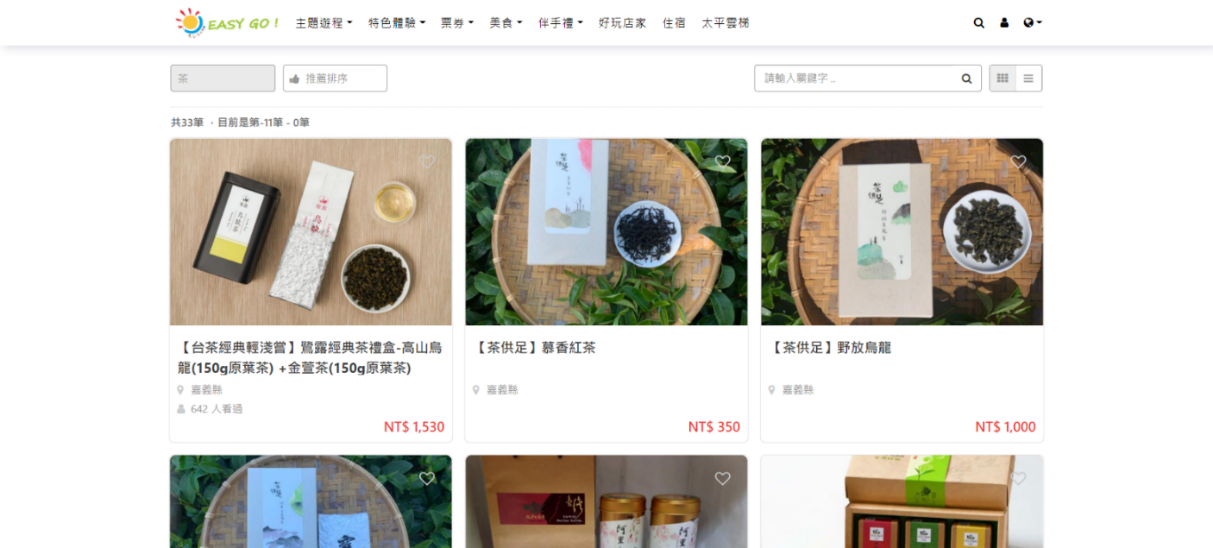 EASY GO !
主題遊程 特色體驗 票券 美食 伴手禮 好玩店家 住宿 太平雲梯
茶 推薦排序 請輸入關鍵字 ..
共33筆 ‧ 目前是第-11筆 - 0筆
【台茶經典輕淺嘗】鷺露經典茶禮盒-高山烏
龍(150g原葉茶) +金萱茶(150g原葉茶)
嘉義縣
642 人看過
NT$ 1,530
【茶供足】慕香紅茶
嘉義縣
NT$ 350
【茶供足】野放烏龍
嘉義縣
NT$ 1,000